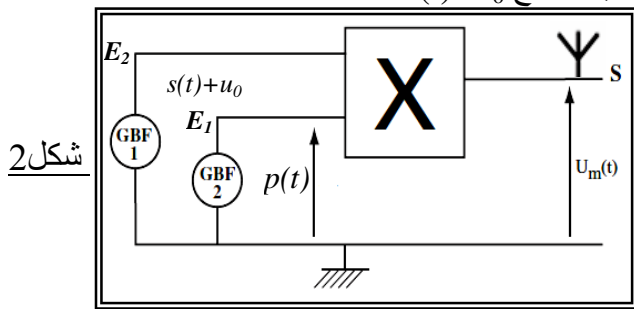 E₂
s(t)+u₀
E₁
GBF
1
GBF
2
p(t)
X
S
Uₘ(t)
شكل2